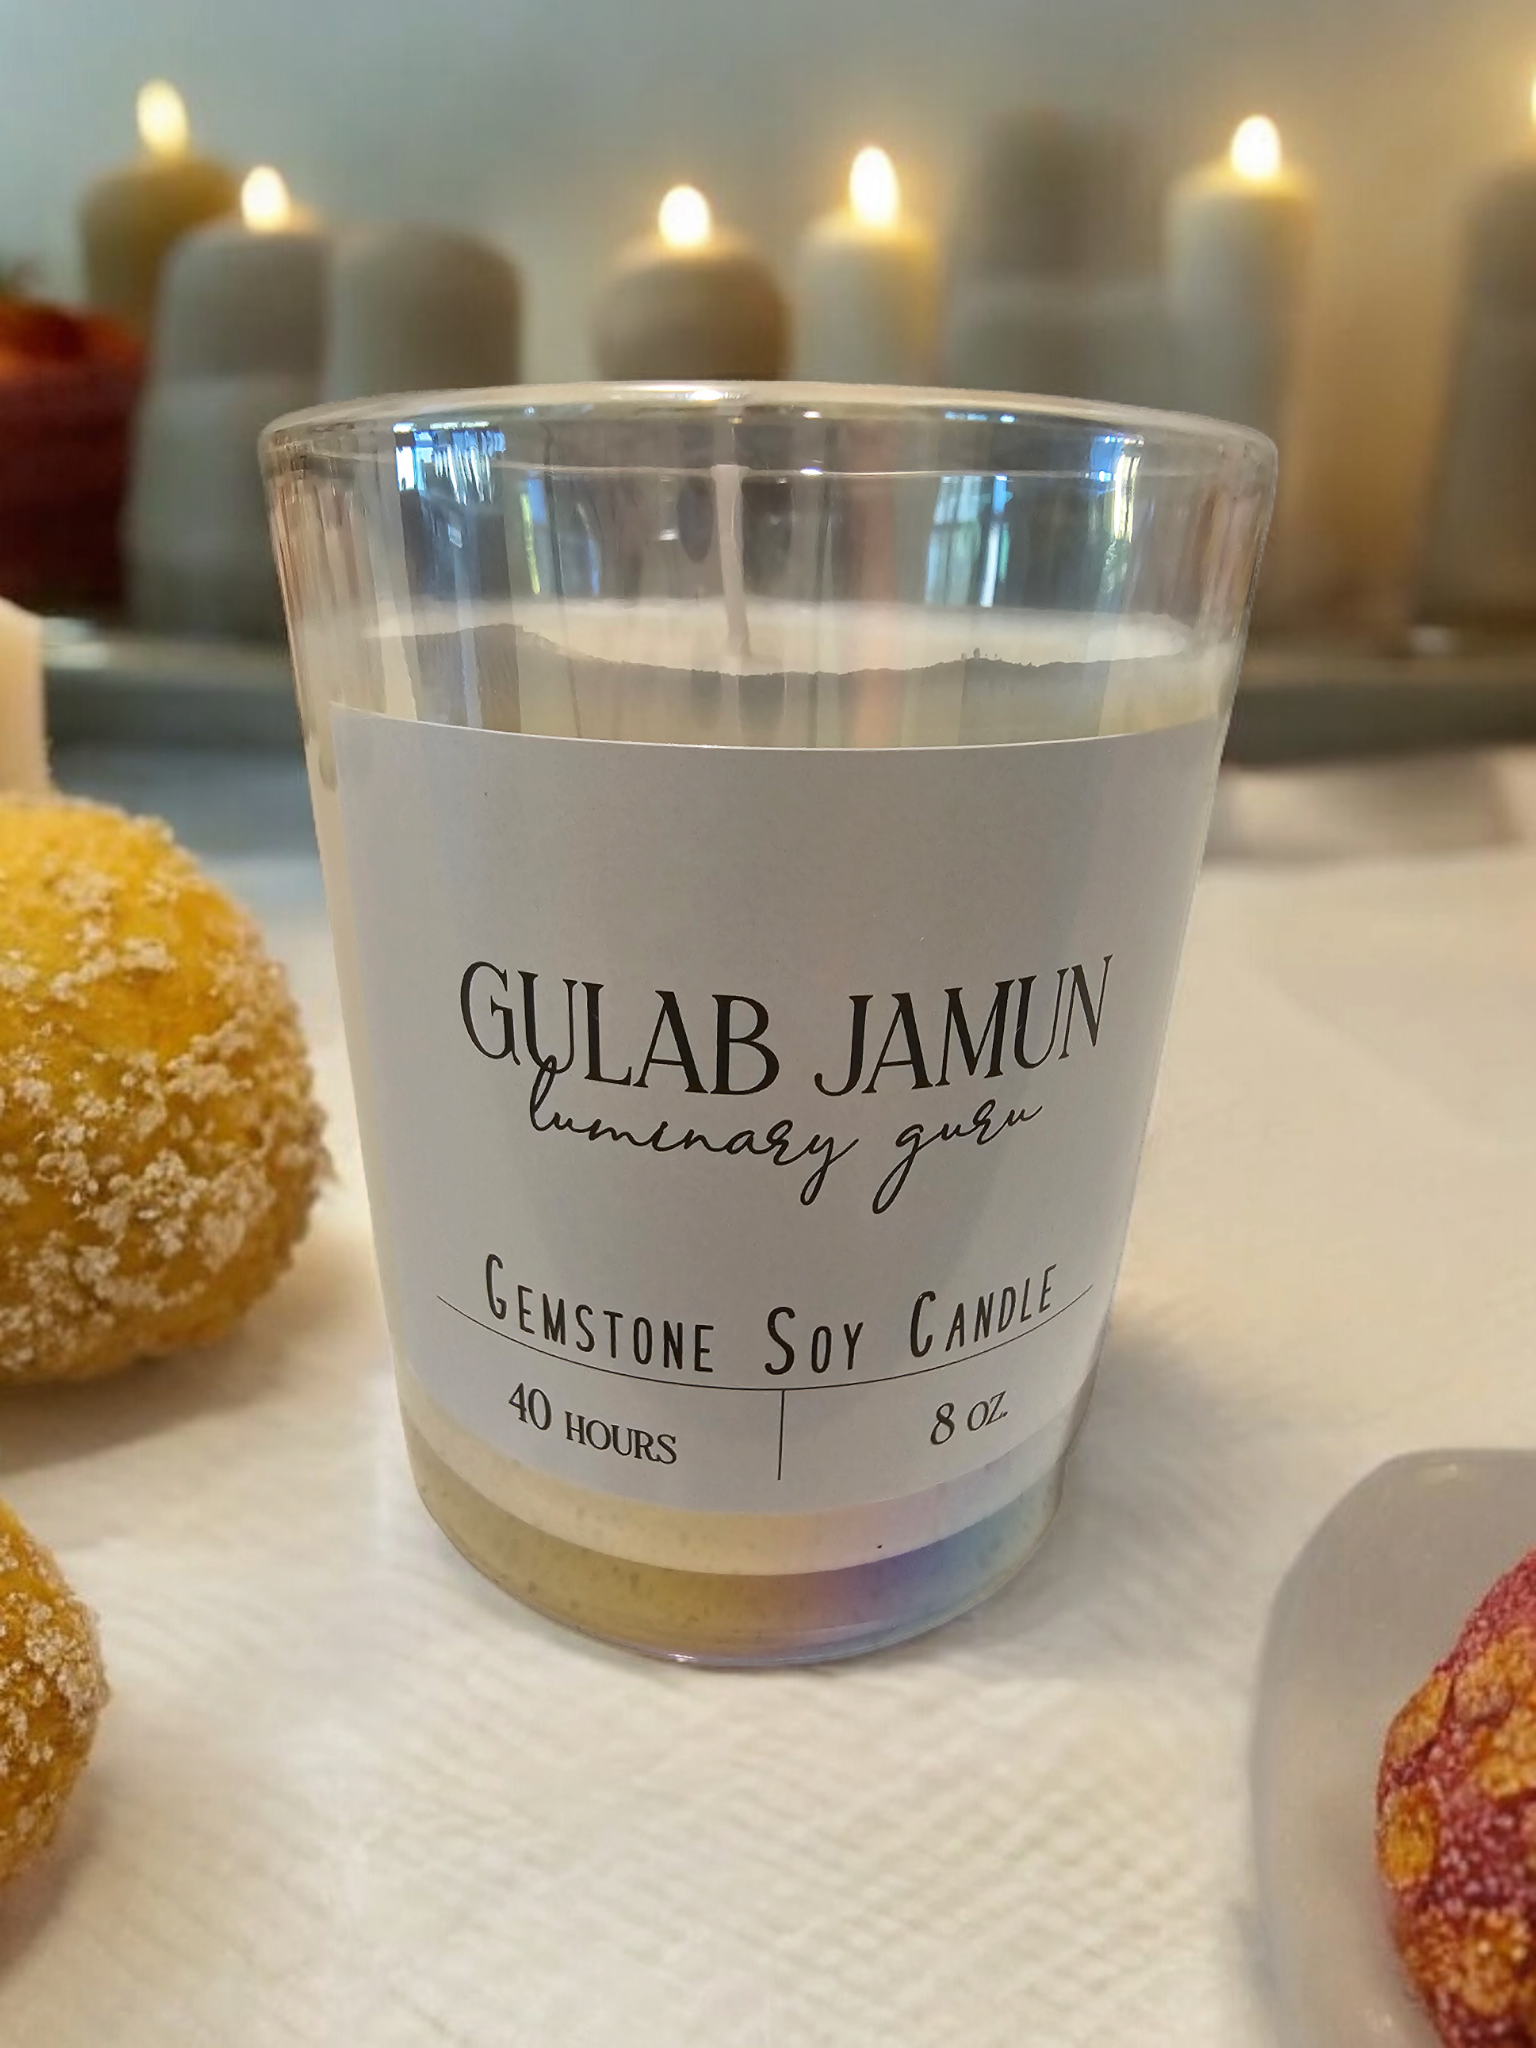 GULAB JAMUN
luminary guru
GEMSTONE SOY CANDLE
40 HOURS
8 OZ.